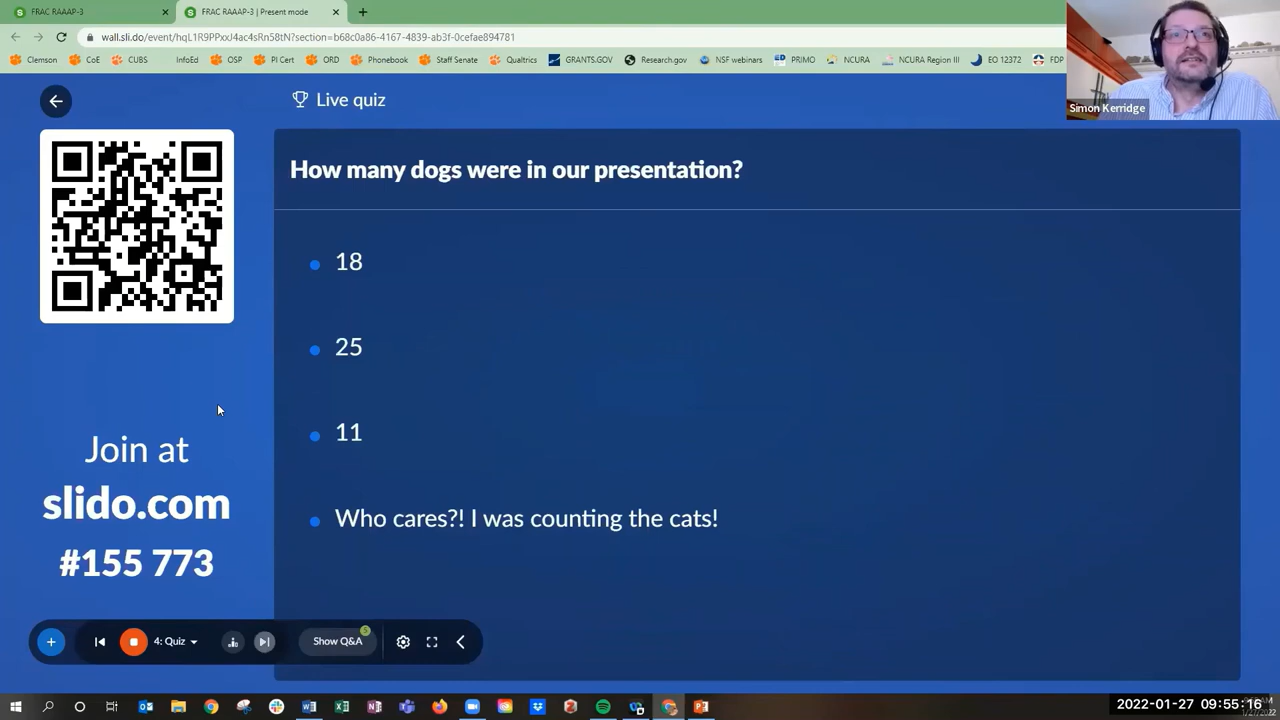 FRAC RAAAP-3
FRAC RAAAP-3 | Present mode
wall.sli.do/event/hqL1R9PPxxJ4ac4sRn58tN?section=b68c0a86-4167-4839-ab3f-0cefae894781
Clemson CoE CUBS InfoEd OSP PI Cert ORD Phonebook Staff Senate Qualtrics GRANTS.GOV Research.gov NSF webinars PRIMO NCURA NCURA Region III EO 12372 FDP
Simon Kerridge
Live quiz
How many dogs were in our presentation?
18
25
11
Who cares?! I was counting the cats!
Join at
slido.com
#155 773
4: Quiz
Show Q&A
5
2022-01-27 09:55:16